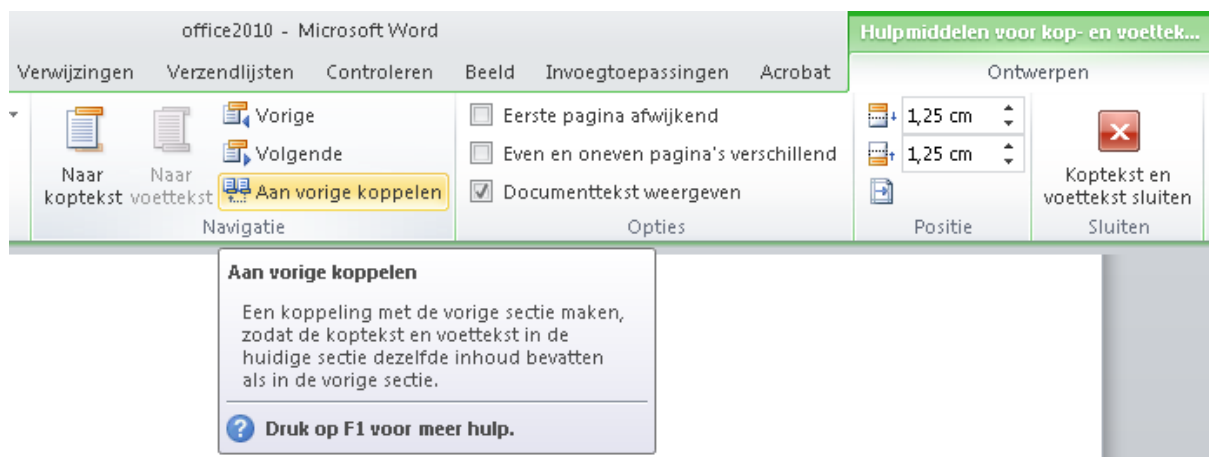 office2010 - Microsoft Word
Hulpmiddelen voor kop- en voettek...
Verwijzingen Verzendlijsten Controleren Beeld Invoegtoepassingen Acrobat Ontwerpen
Naar koptekst
Naar voettekst
Vorige
Volgende
Aan vorige koppelen
Navigatie
Eerste pagina afwijkend
Even en oneven pagina's verschillend
Documenttekst weergeven
Opties
1,25 cm
1,25 cm
Positie
Koptekst en
voettekst sluiten
Sluiten
Aan vorige koppelen
Een koppeling met de vorige sectie maken,
zodat de koptekst en voettekst in de
huidige sectie dezelfde inhoud bevatten
als in de vorige sectie.
Druk op F1 voor meer hulp.